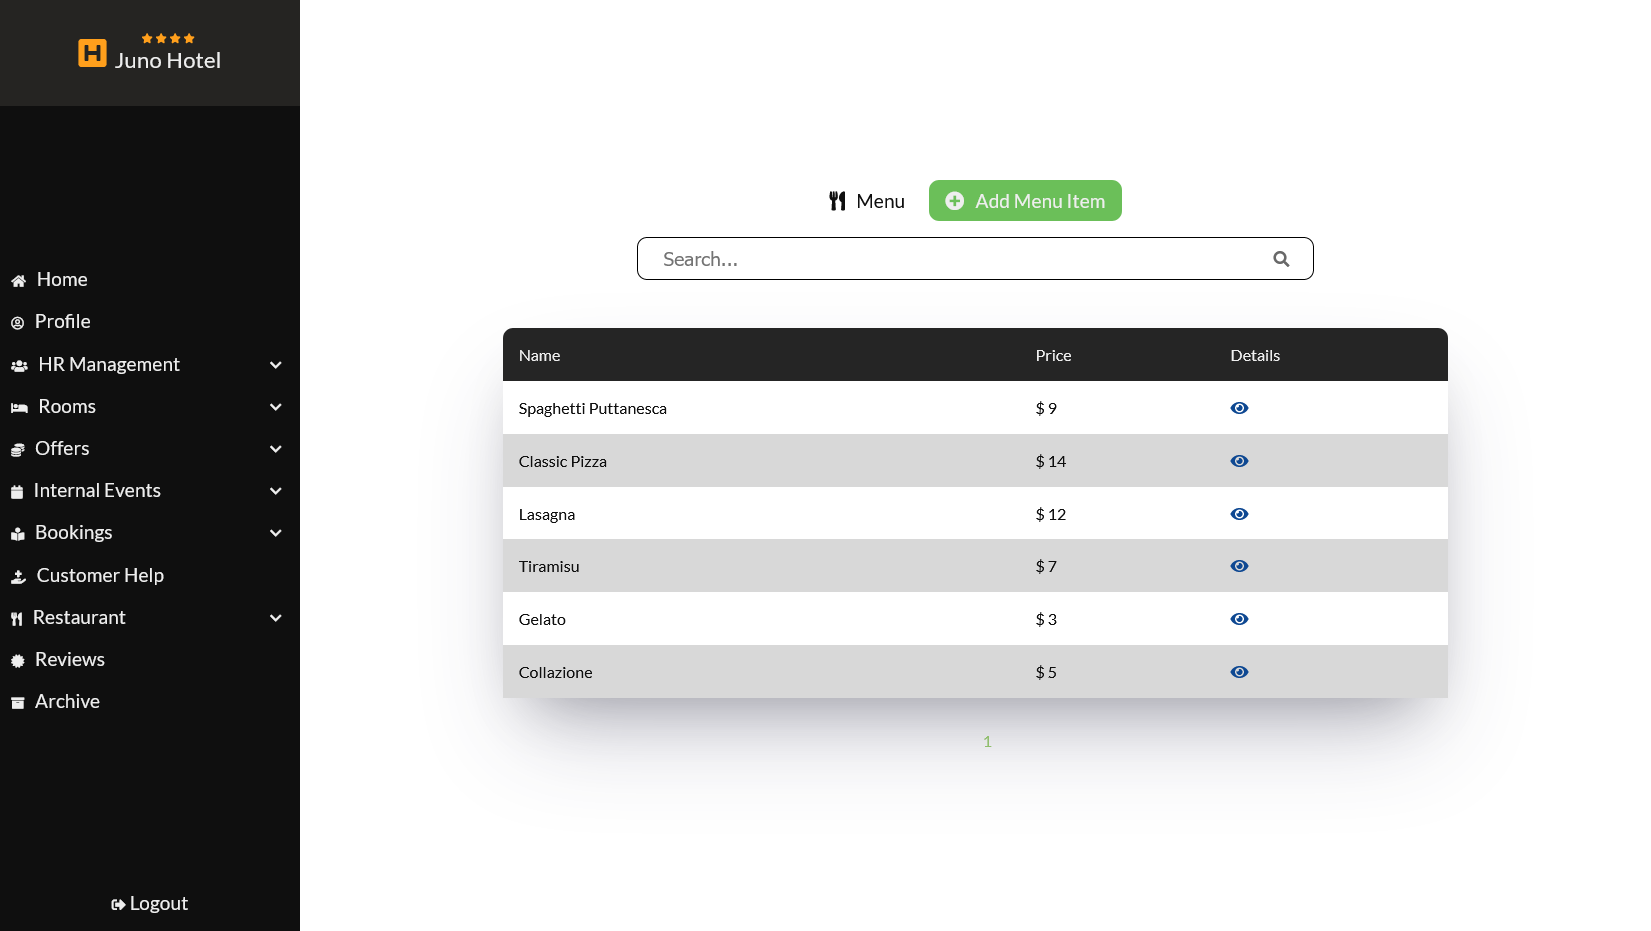 Juno Hotel
Home
Profile
HR Management
Rooms
Offers
Internal Events
Bookings
Customer Help
Restaurant
Reviews
Archive
Logout
Menu
Add Menu Item
Search...
Name Price Details
Spaghetti Puttanesca $ 9
Classic Pizza $ 14
Lasagna $ 12
Tiramisu $ 7
Gelato $ 3
Collazione $ 5
1